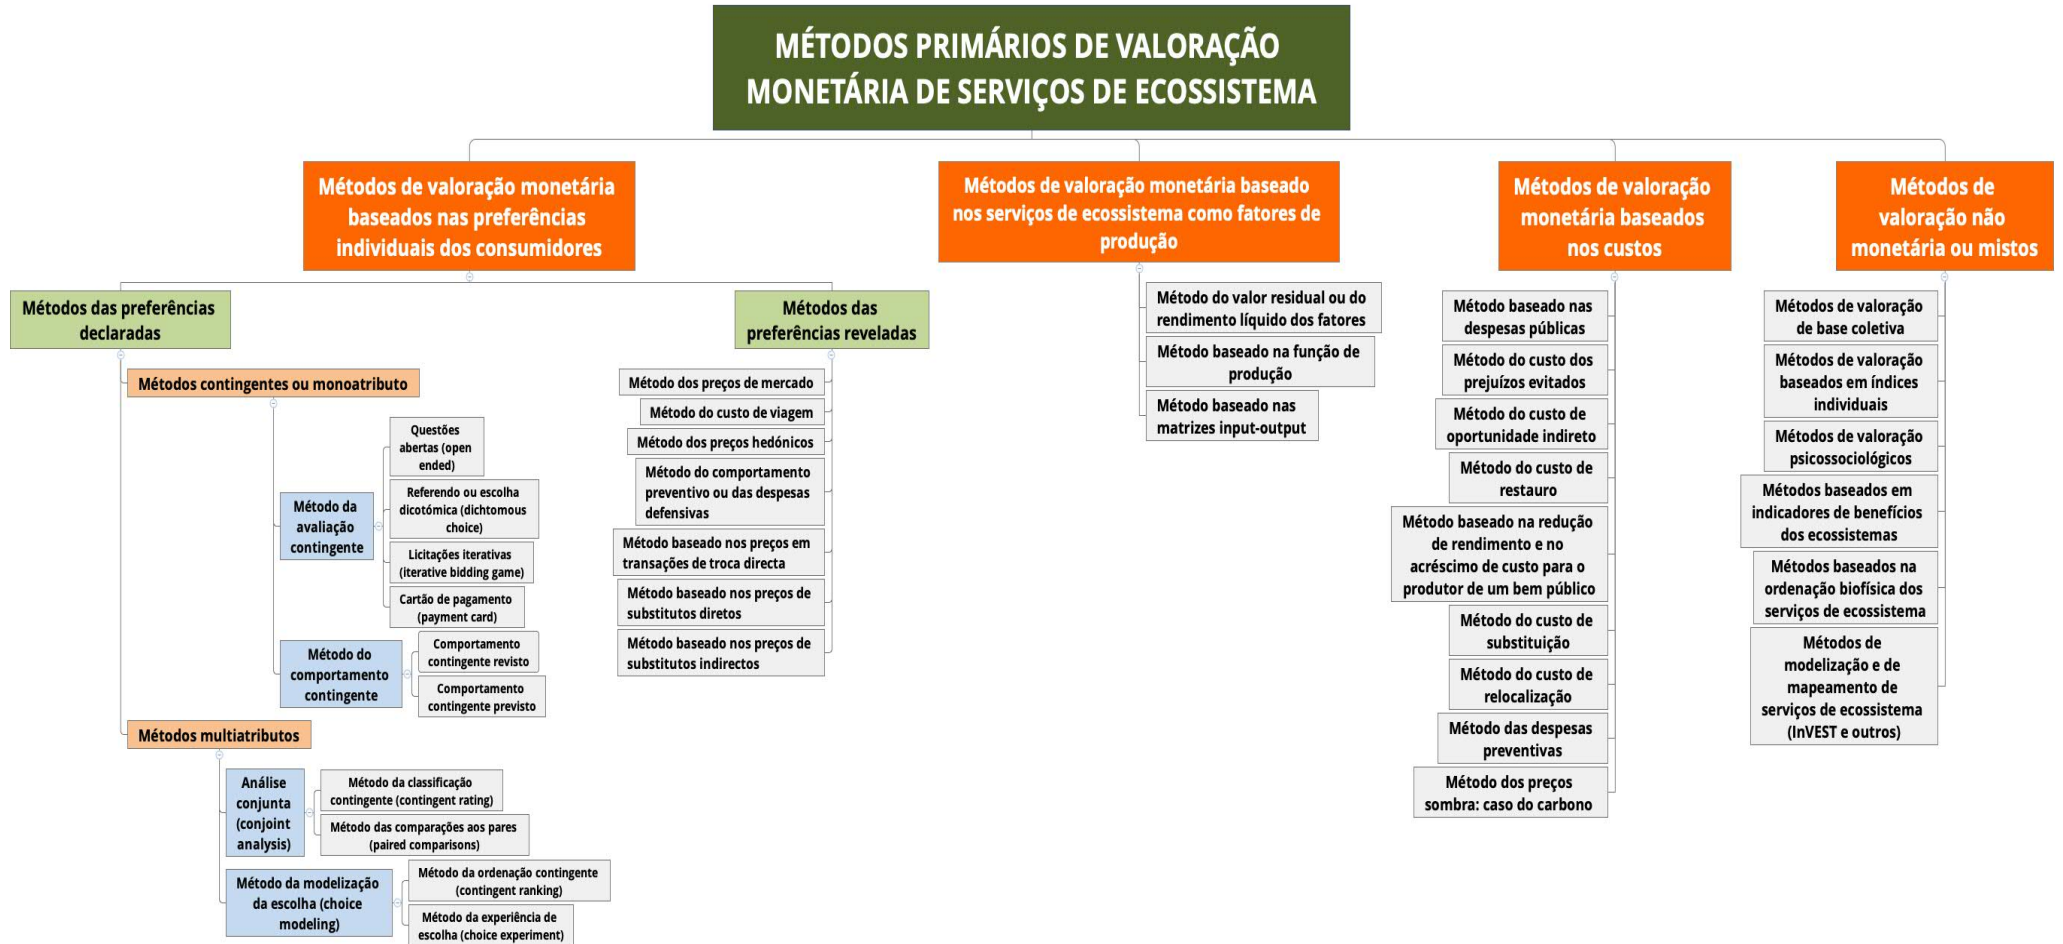 MÉTODOS PRIMÁRIOS DE VALORAÇÃO
MONETÁRIA DE SERVIÇOS DE ECOSSISTEMA
Métodos de valoração monetária
baseados nas preferências
individuais dos consumidores
Métodos das preferências
declaradas
Métodos contingentes ou monoatributo
Método da
avaliação
contingente
Questões
abertas (open
ended)
Referendo ou escolha
dicotómica (dichtomous
choice)
Licitações iterativas
(iterative bidding game)
Cartão de pagamento
(payment card)
Método do
comportamento
contingente
Comportamento
contingente revisto
Comportamento
contingente previsto
Métodos multiatributos
Análise
conjunta
(conjoint
analysis)
Método da classificação
contingente (contingent rating)
Método das comparações aos pares
(paired comparisons)
Método da modelização
da escolha (choice
modeling)
Método da ordenação contingente
(contingent ranking)
Método da experiência de
escolha (choice experiment)
Métodos das
preferências reveladas
Método dos preços de mercado
Método do custo de viagem
Método dos preços hedónicos
Método do comportamento
preventivo ou das despesas
defensivas
Método baseado nos preços em
transações de troca directa
Método baseado nos preços de
substitutos diretos
Método baseado nos preços de
substitutos indirectos
Métodos de valoração monetária baseado
nos serviços de ecossistema como fatores de
produção
Método do valor residual ou do
rendimento líquido dos fatores
Método baseado na função de
produção
Método baseado nas
matrizes input-output
Métodos de valoração
monetária baseados
nos custos
Método baseado nas
despesas públicas
Método do custo dos
prejuízos evitados
Método do custo de
oportunidade indireto
Método do custo de
restauro
Método baseado na redução
de rendimento e no
acréscimo de custo para o
produtor de um bem público
Método do custo de
substituição
Método do custo de
relocalização
Método das despesas
preventivas
Método dos preços
sombra: caso do carbono
Métodos de
valoração não
monetária ou mistos
Métodos de valoração
de base coletiva
Métodos de valoração
baseados em índices
individuais
Métodos de valoração
psicossociológicos
Métodos baseados em
indicadores de benefícios
dos ecossistemas
Métodos baseados na
ordenação biofísica dos
serviços de ecossistema
Métodos de
modelização e de
mapeamento de
serviços de ecossistema
(InVEST e outros)